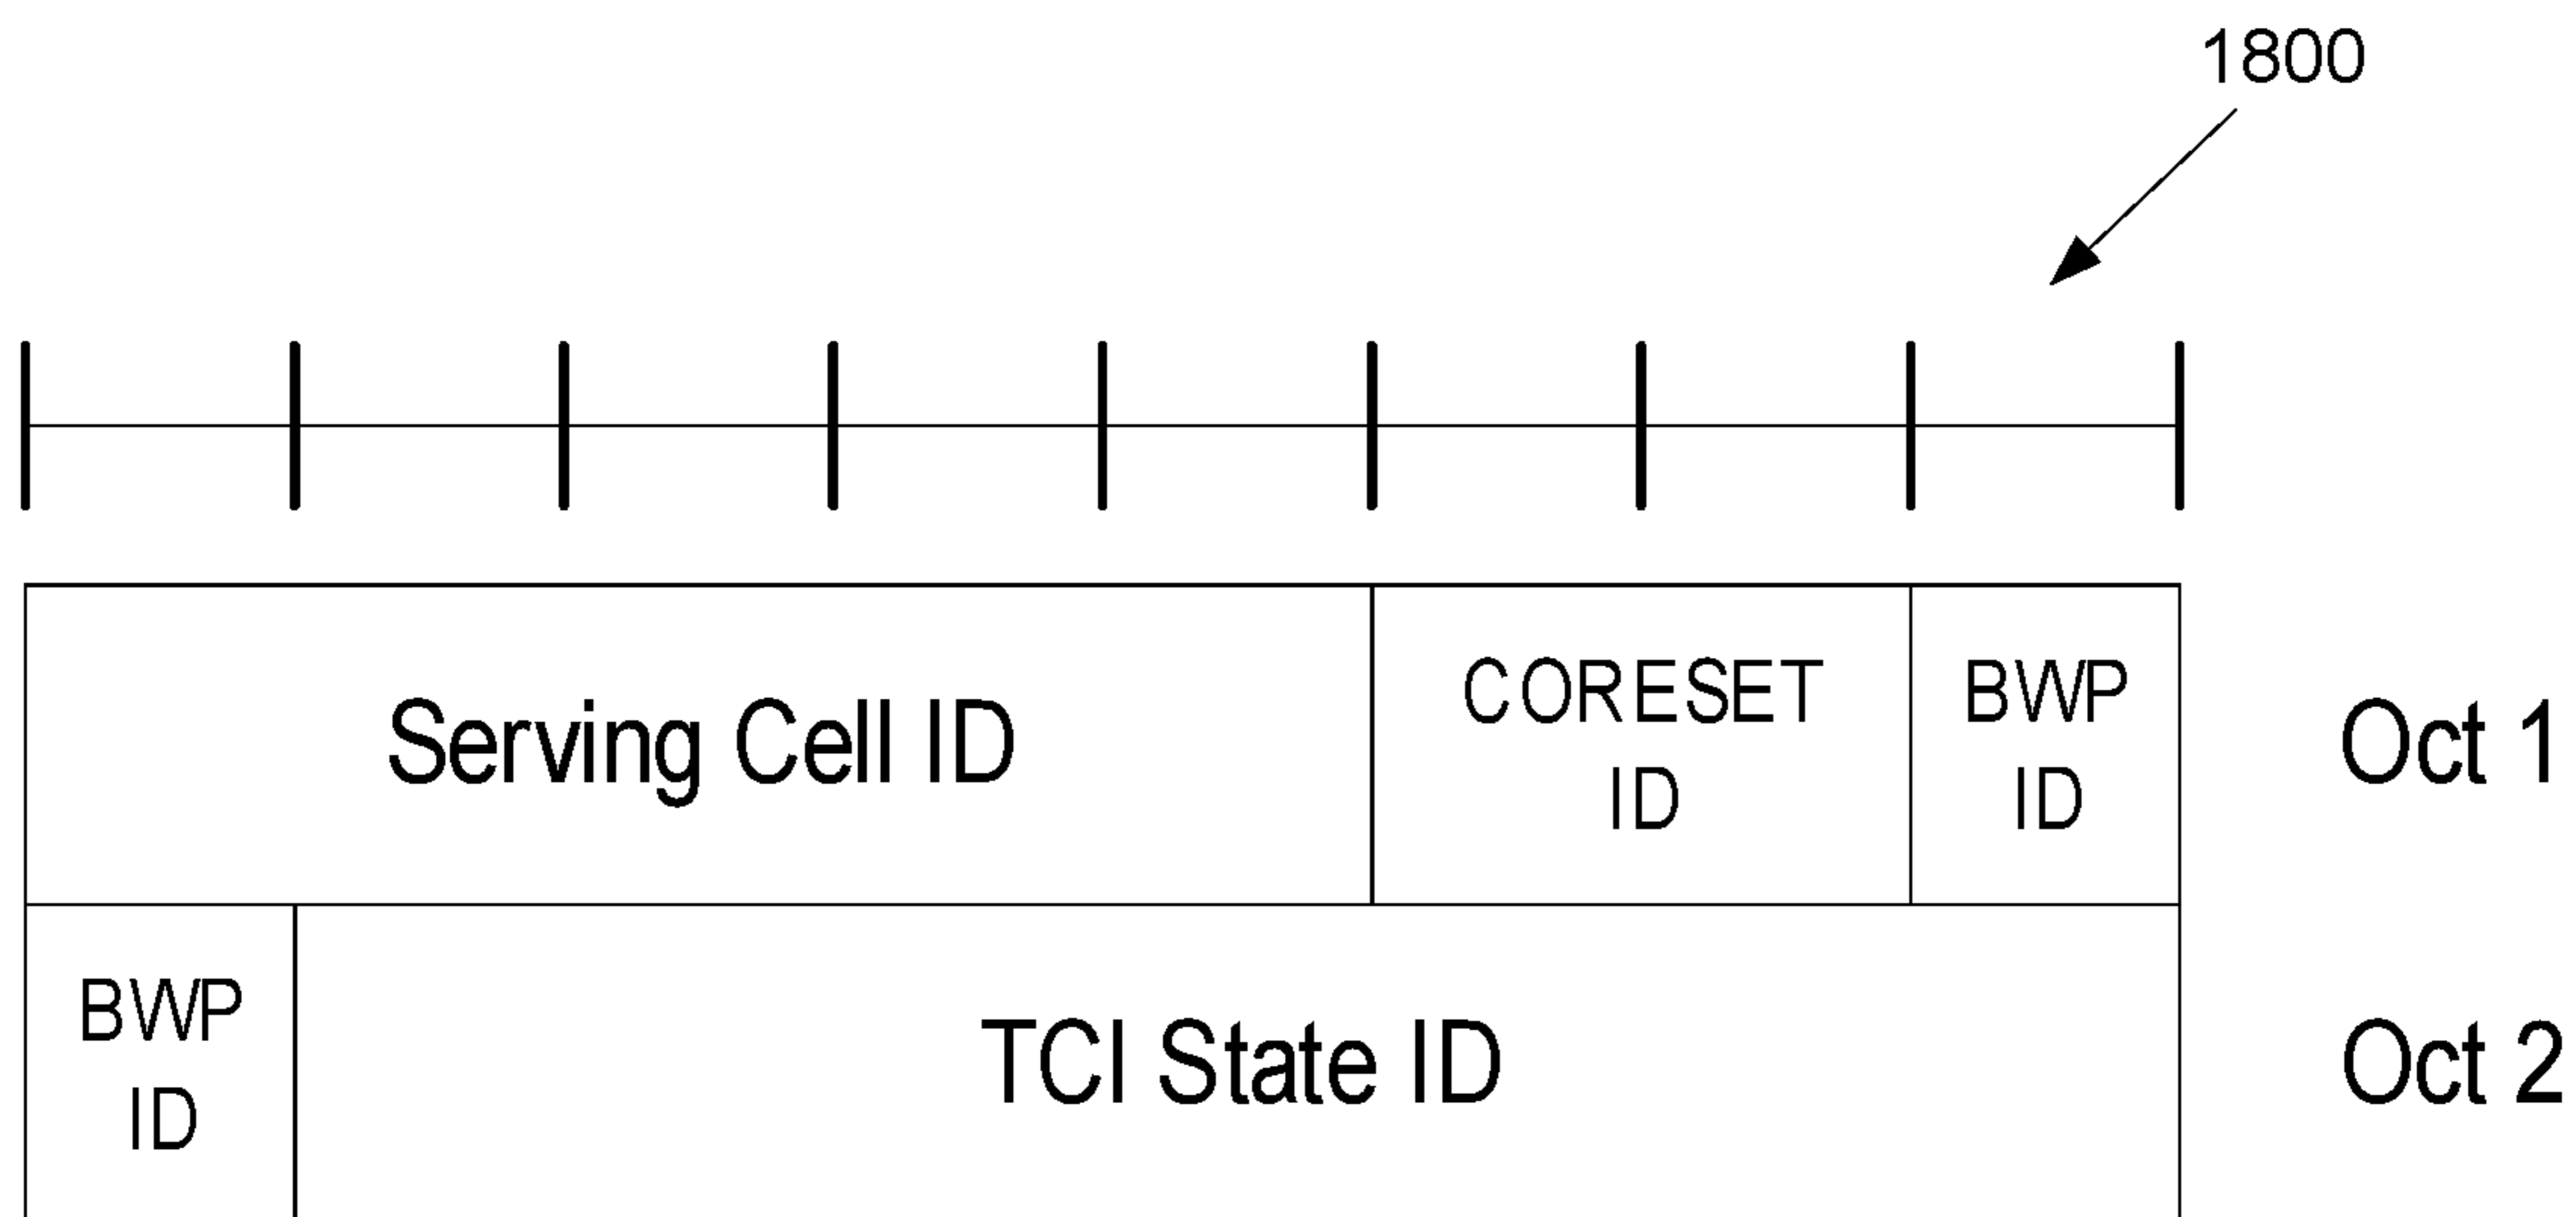 1800
Serving Cell ID
CORESET
ID
BWP
ID
Oct 1
BWP
ID
TCI State ID
Oct 2